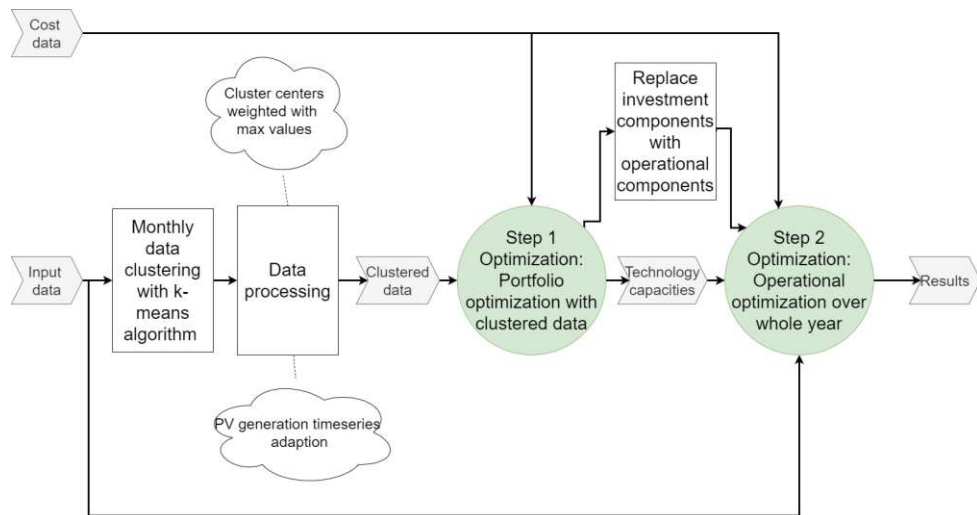 Cost
data
Cluster centers
weighted with
max values
Replace
investment
components
with
operational
components
Input
data
Monthly
data
clustering
with k-
means
algorithm
Data
processing
Clustered
data
Step 1
Optimization:
Portfolio
optimization with
clustered data
Technology
capacities
Step 2
Optimization:
Operational
optimization over
whole year
Results
PV generation timeseries
adaption